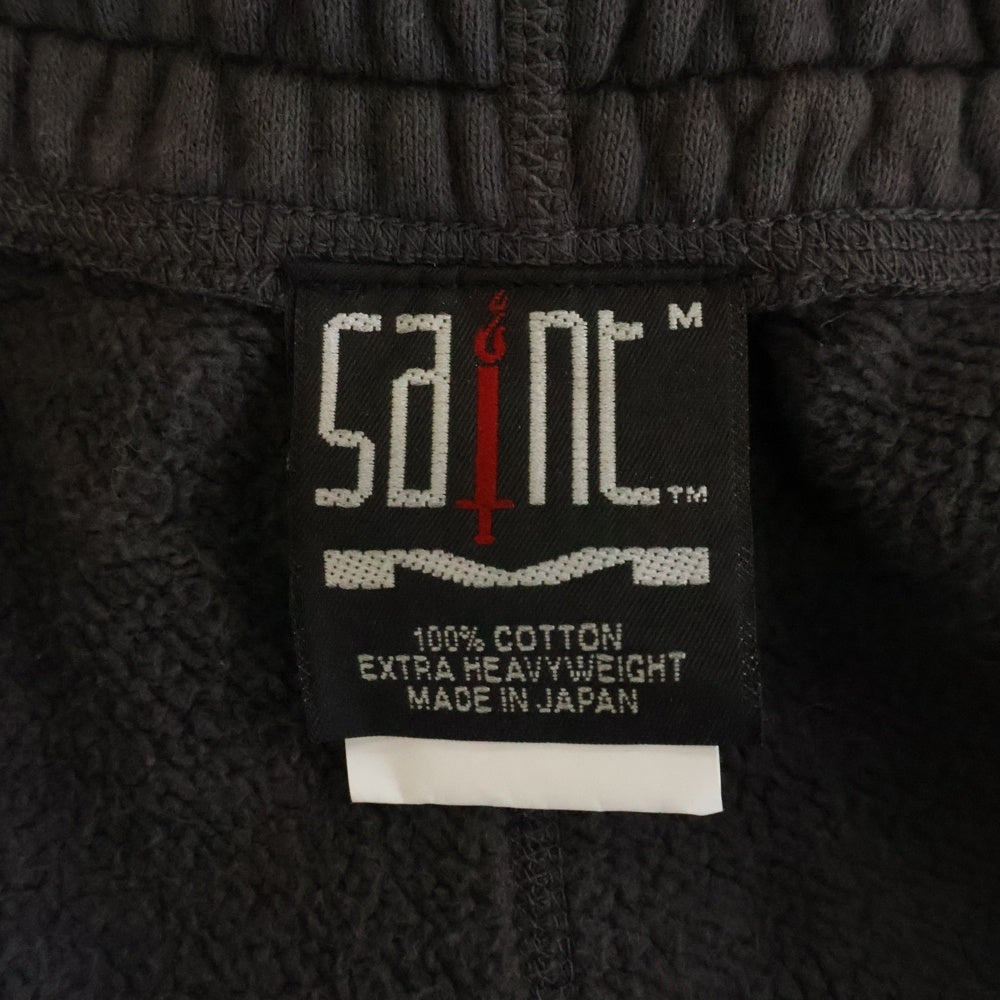 saint M
™
100% COTTON
EXTRA HEAVYWEIGHT
MADE IN JAPAN